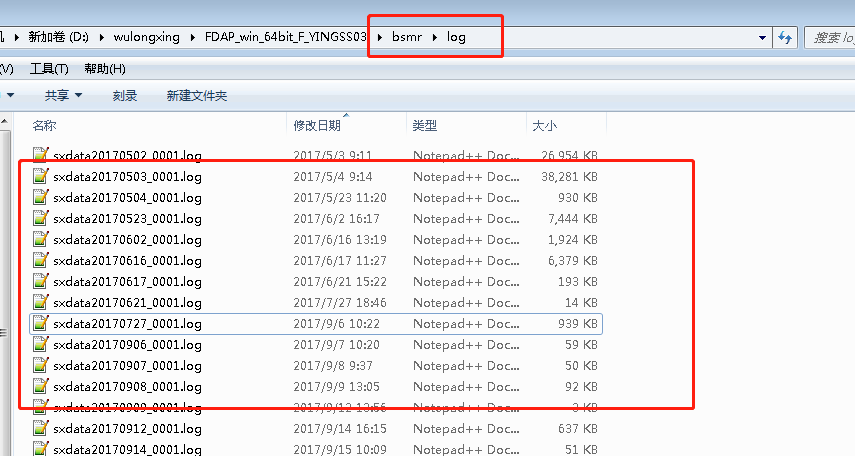 新加卷 (D:) wulongxing FDAP_win_64bit_F_YINGSS03 bsmr log 搜索 log
(V) 工具(T) 帮助(H)
共享 刻录 新建文件夹
名称 修改日期 类型 大小
sxdata20170502_0001.log 2017/5/3 9:11 Notepad++ Doc... 26,954 KB
sxdata20170503_0001.log 2017/5/4 9:14 Notepad++ Doc... 38,281 KB
sxdata20170504_0001.log 2017/5/23 11:20 Notepad++ Doc... 930 KB
sxdata20170523_0001.log 2017/6/2 16:17 Notepad++ Doc... 7,444 KB
sxdata20170602_0001.log 2017/6/16 13:19 Notepad++ Doc... 1,924 KB
sxdata20170616_0001.log 2017/6/17 11:27 Notepad++ Doc... 6,379 KB
sxdata20170617_0001.log 2017/6/21 15:22 Notepad++ Doc... 193 KB
sxdata20170621_0001.log 2017/7/27 18:46 Notepad++ Doc... 14 KB
sxdata20170727_0001.log 2017/9/6 10:22 Notepad++ Doc... 939 KB
sxdata20170906_0001.log 2017/9/7 10:20 Notepad++ Doc... 59 KB
sxdata20170907_0001.log 2017/9/8 9:37 Notepad++ Doc... 50 KB
sxdata20170908_0001.log 2017/9/9 13:05 Notepad++ Doc... 92 KB
sxdata20170909_0001.log 2017/9/12 13:56 Notepad++ Doc... 3 KB
sxdata20170912_0001.log 2017/9/14 16:15 Notepad++ Doc... 637 KB
sxdata20170914_0001.log 2017/9/15 10:09 Notepad++ Doc... 51 KB